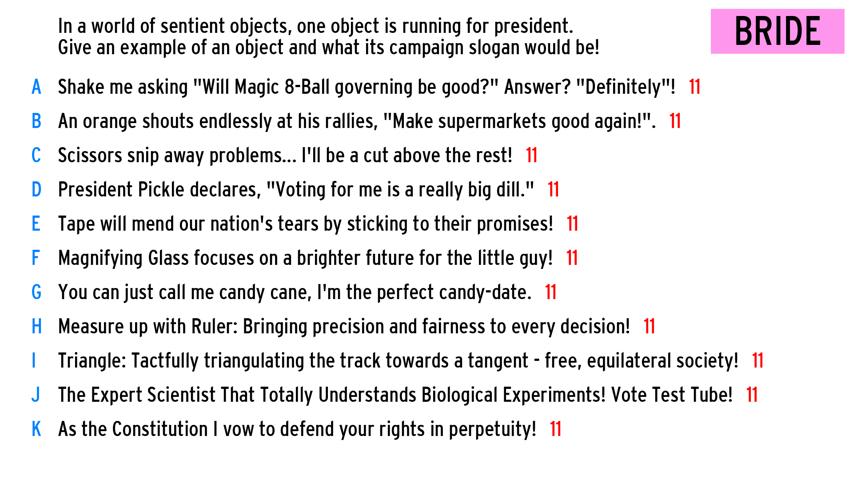 In a world of sentient objects, one object is running for president.
Give an example of an object and what its campaign slogan would be!
BRIDE
A Shake me asking "Will Magic 8-Ball governing be good?" Answer? "Definitely"! 11
B An orange shouts endlessly at his rallies, "Make supermarkets good again!". 11
C Scissors snip away problems... I'll be a cut above the rest! 11
D President Pickle declares, "Voting for me is a really big dill." 11
E Tape will mend our nation's tears by sticking to their promises! 11
F Magnifying Glass focuses on a brighter future for the little guy! 11
G You can just call me candy cane, I'm the perfect candy-date. 11
H Measure up with Ruler: Bringing precision and fairness to every decision! 11
I Triangle: Tactfully triangulating the track towards a tangent - free, equilateral society! 11
J The Expert Scientist That Totally Understands Biological Experiments! Vote Test Tube! 11
K As the Constitution I vow to defend your rights in perpetuity! 11